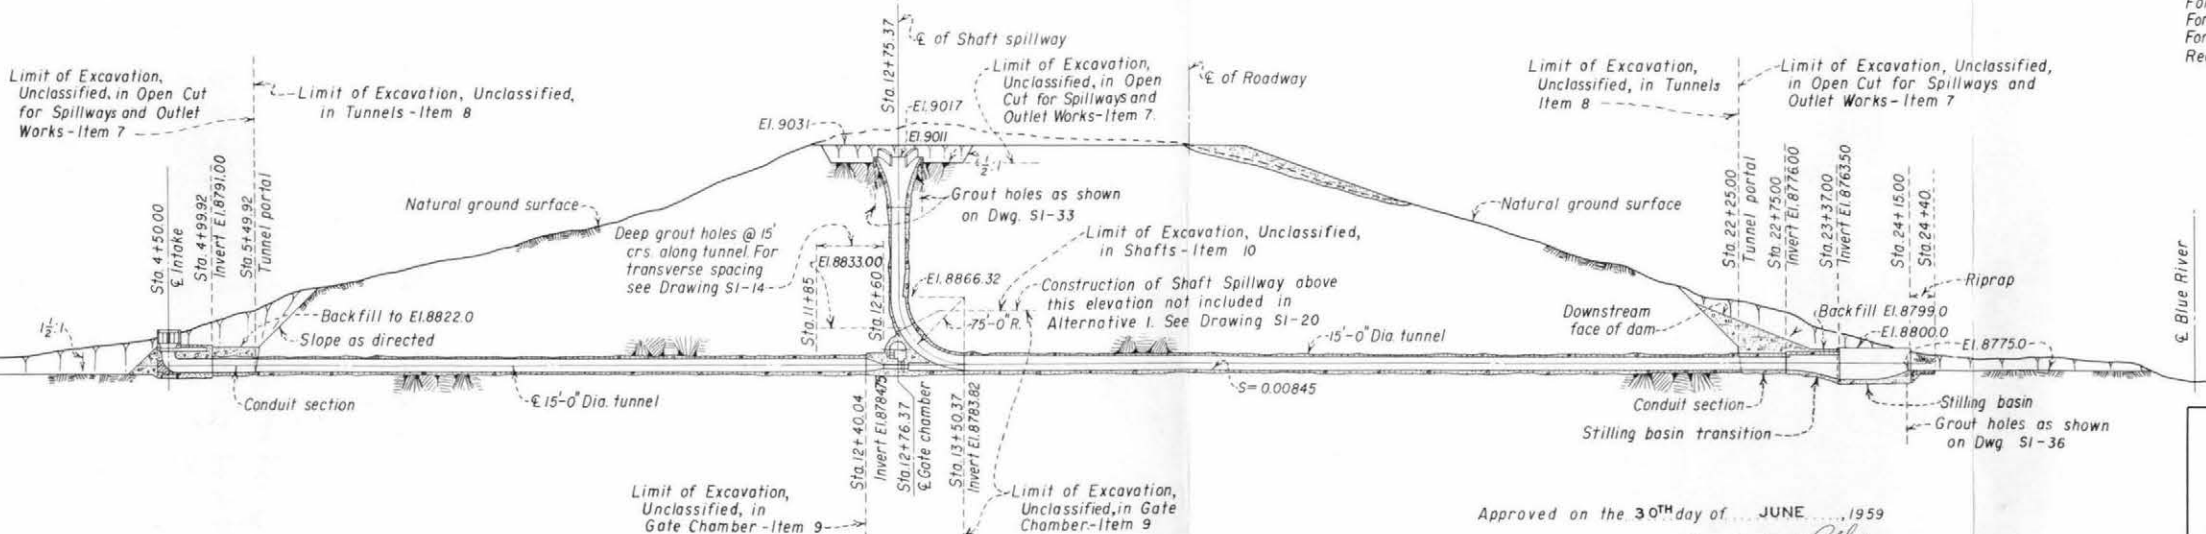 Limit of Excavation,
Unclassified, in Open Cut
for Spillways and Outlet
Works - Item 7
Limit of Excavation, Unclassified,
in Tunnels - Item 8
Sta. 12+75.37
℄ of Shaft spillway
Limit of Excavation,
Unclassified, in Open
Cut for Spillways and
Outlet Works-Item 7.
℄ of Roadway
Limit of Excavation,
Unclassified, in Tunnels
Item 8
Limit of Excavation, Unclassified,
in Open Cut for Spillways and
Outlet Works - Item 7
El. 9031
El. 9017
El. 9011
½:1
Sta. 4+50.00
℄ Intake
Sta. 4+99.92
Invert El. 8791.00
Sta. 5+49.92
Tunnel portal
Natural ground surface
Grout holes as shown
on Dwg. SI-33
Deep grout holes @ 15'
crs. along tunnel. For
transverse spacing
see Drawing SI-14
El. 8833.00
Sta. 11+85
Sta. 12+60
Limit of Excavation, Unclassified,
in Shafts - Item 10
El. 8866.32
Construction of Shaft Spillway above
this elevation not included in
Alternative 1. See Drawing SI-20
75'-0" R.
Natural ground surface
Sta. 22+25.00
Tunnel portal
Sta. 22+75.00
Invert El. 8776.00
Sta. 23+37.00
Invert El. 8763.50
Sta. 24+15.00
Sta. 24+40.
Riprap
℄ Blue River
1½:1
Backfill to El. 8822.0
Slope as directed
Downstream
face of dam
Backfill El. 8799.0
El. 8800.0
El. 8775.0
15'-0" Dia. tunnel
S= 0.00845
Conduit section
℄ 15'-0" Dia. tunnel
Sta. 12+40.04
Invert El. 8784.75
Sta. 12+76.37
℄ Gate chamber
Sta. 13+50.37
Invert El. 8783.82
Conduit section
Stilling basin transition
Stilling basin
Grout holes as shown
on Dwg. SI-36
Limit of Excavation,
Unclassified, in
Gate Chamber - Item 9
Limit of Excavation,
Unclassified, in Gate
Chamber.-Item 9
Approved on the 30TH day of JUNE, 1959